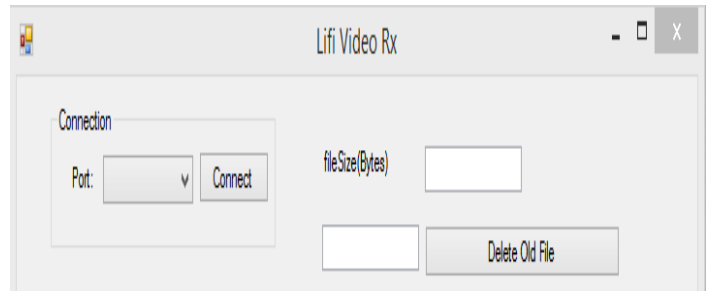 Lifi Video Rx
Connection
Port:
Connect
fileSize(Bytes)
Delete Old File